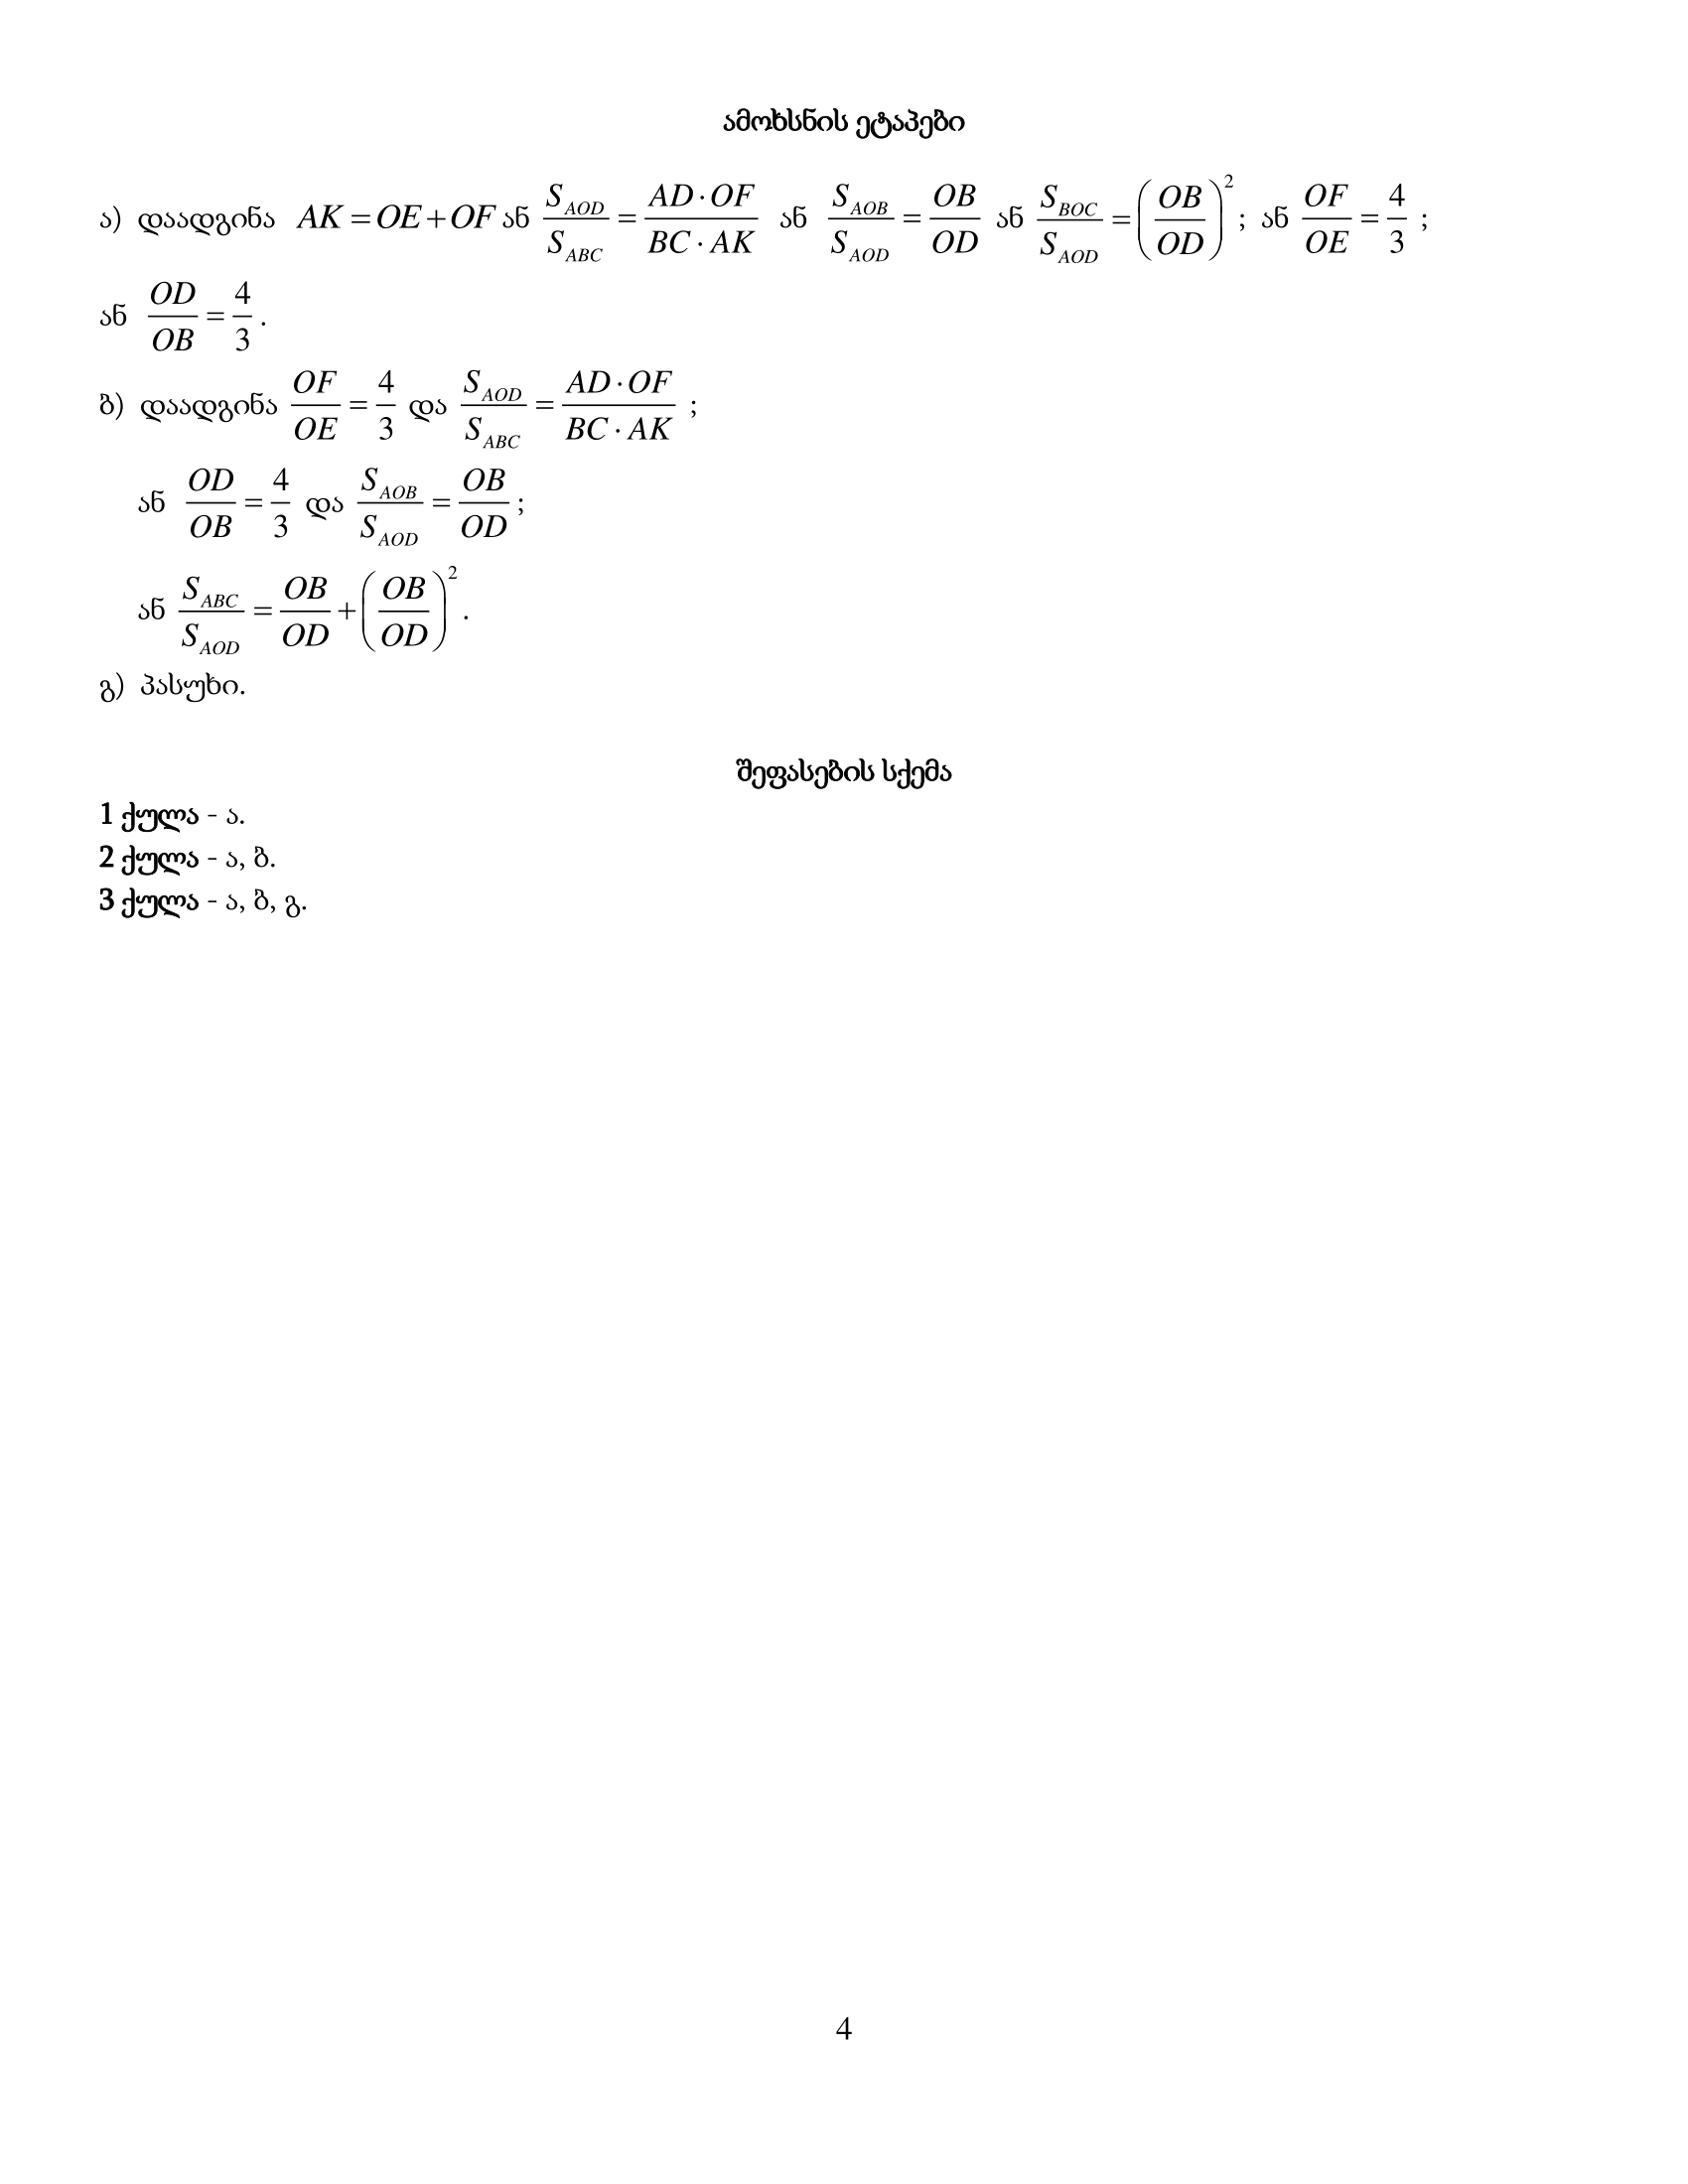 ამოხსნის ეტაპები
ა) დაადგინა $AK = OE + OF$ ან $\frac{S_{AOD}}{S_{ABC}} = \frac{AD \cdot OF}{BC \cdot AK}$ ან $\frac{S_{AOB}}{S_{AOD}} = \frac{OB}{OD}$ ან $\frac{S_{BOC}}{S_{AOD}} = \left(\frac{OB}{OD}\right)^2$; ან $\frac{OF}{OE} = \frac{4}{3}$ ;
ან $\frac{OD}{OB} = \frac{4}{3}$.
ბ) დაადგინა $\frac{OF}{OE} = \frac{4}{3}$ და $\frac{S_{AOD}}{S_{ABC}} = \frac{AD \cdot OF}{BC \cdot AK}$ ;
ან $\frac{OD}{OB} = \frac{4}{3}$ და $\frac{S_{AOB}}{S_{AOD}} = \frac{OB}{OD}$;
ან $\frac{S_{ABC}}{S_{AOD}} = \frac{OB}{OD} + \left(\frac{OB}{OD}\right)^2$.
გ) პასუხი.
შეფასების სქემა
1 ქულა - ა.
2 ქულა - ა, ბ.
3 ქულა - ა, ბ, გ.
4